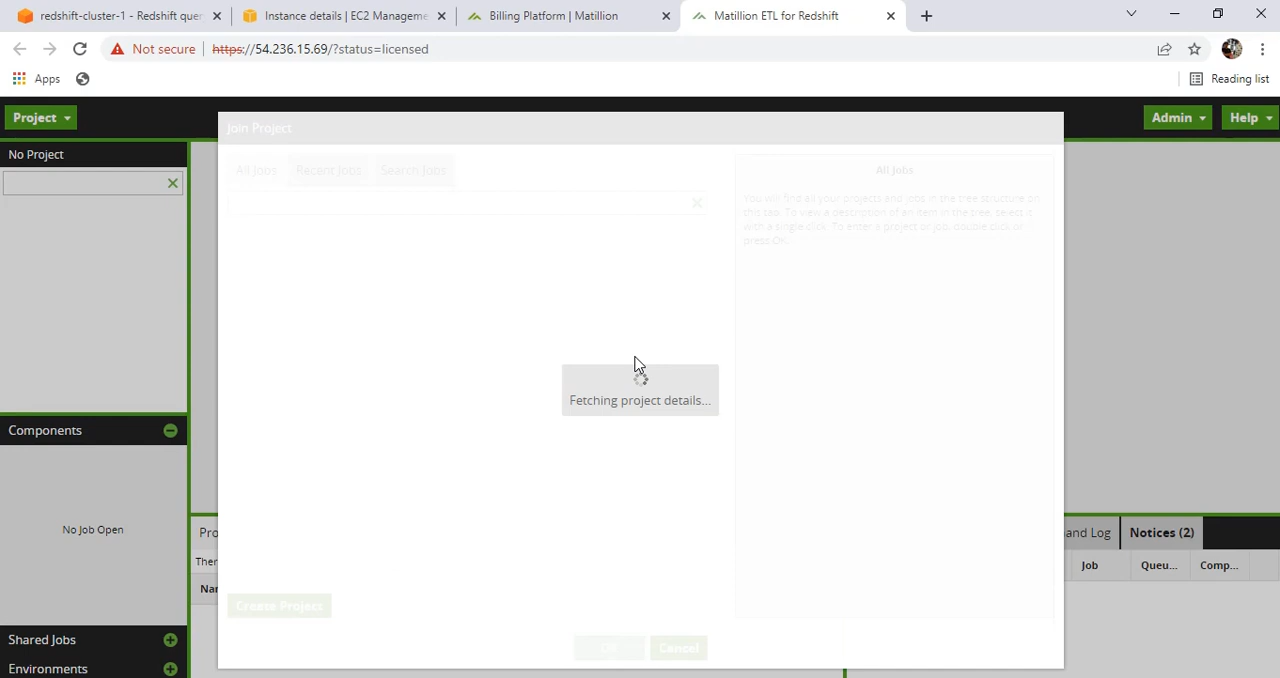 redshift-cluster-1 - Redshift quer
Instance details | EC2 Manageme
Billing Platform | Matillion
Matillion ETL for Redshift
Not secure
https://54.236.15.69/?status=licensed
Apps
Reading list
Project
Admin
Help
Join Project
No Project
All Jobs
Recent Jobs
Search Jobs
All Jobs
You will find all your projects and jobs in the tree structure on
this tab. To view a description of an item in the tree, select it
with a single click. To enter a project or job, double click or
press OK.
Fetching project details...
Components
No Job Open
Pro
and Log
Notices (2)
Ther
Job
Queu...
Comp...
Nar
Create Project
Shared Jobs
Cancel
Environments